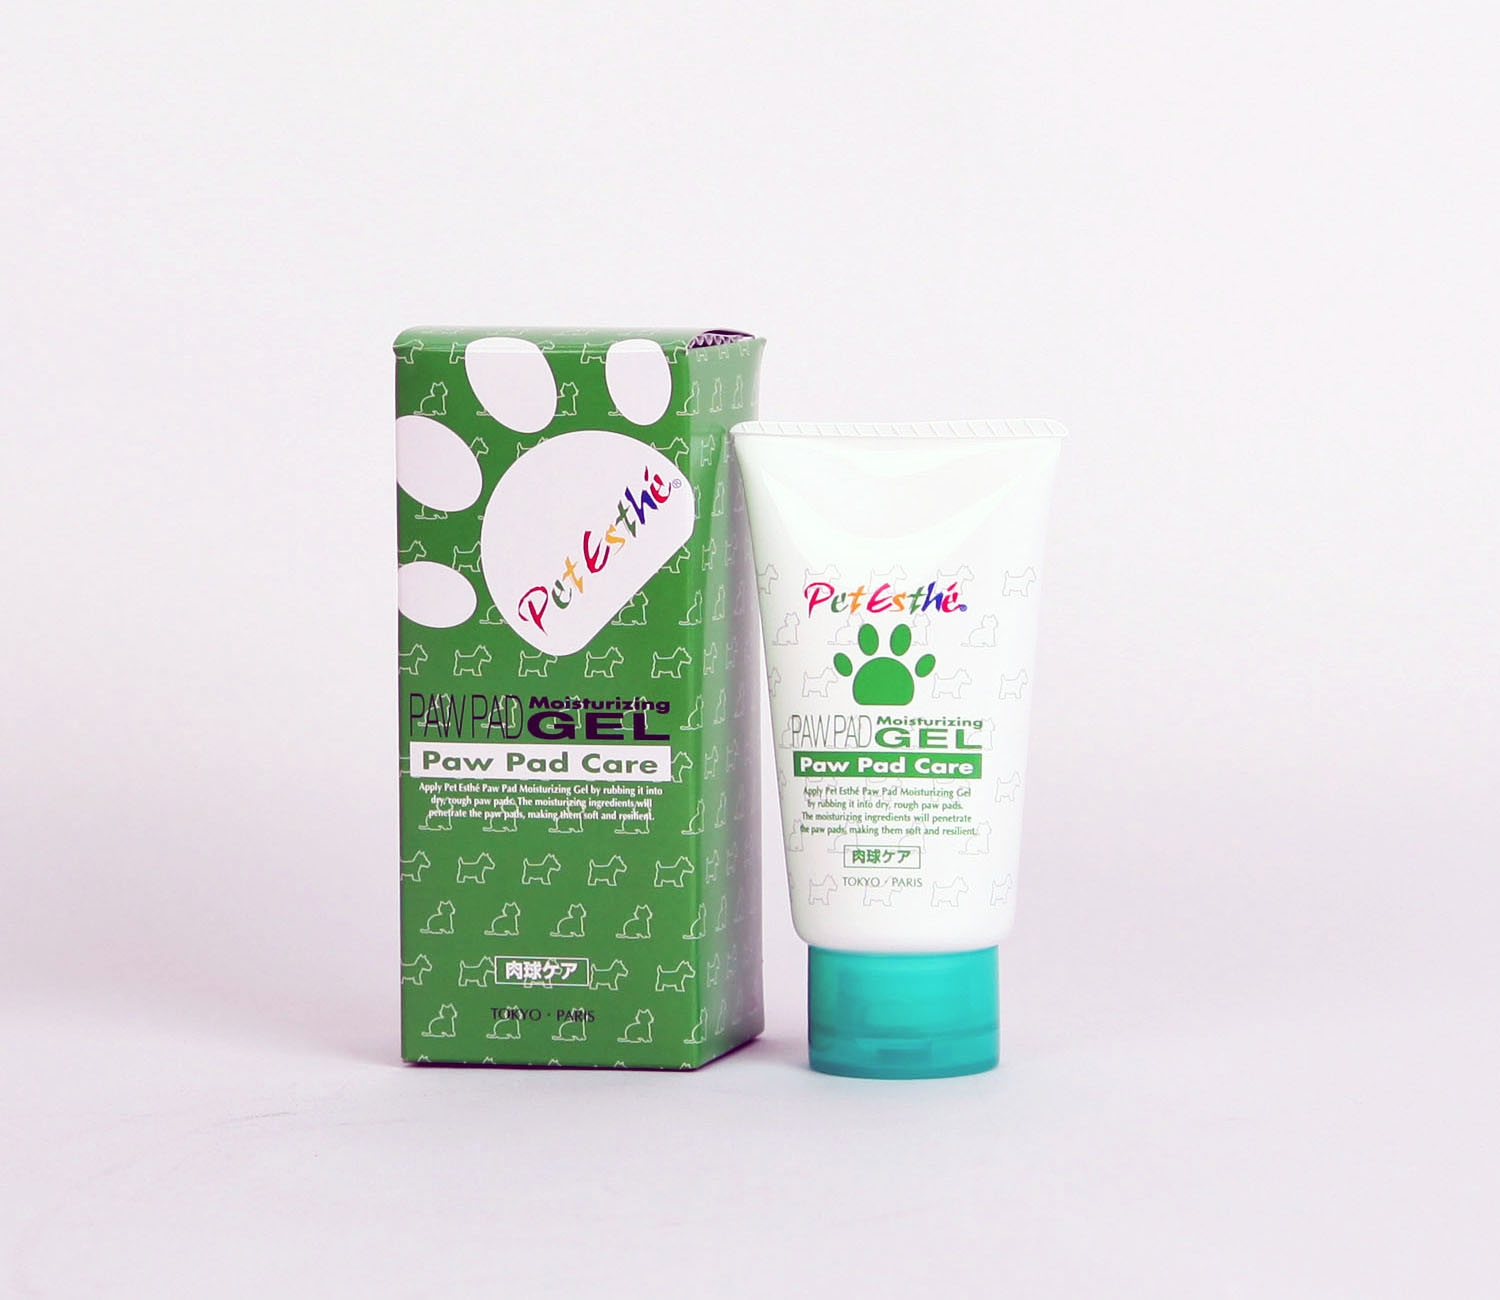 Pet Esthé®
PAW PAD Moisturizing
GEL
Paw Pad Care
Apply Pet Esthé Paw Pad Moisturizing Gel by rubbing it into
dry, rough paw pads. The moisturizing ingredients will
penetrate the paw pads, making them soft and resilient.
肉球ケア
TOKYO・PARIS
Pet Esthé®
PAW PAD Moisturizing
GEL
Paw Pad Care
Apply Pet Esthé Paw Pad Moisturizing Gel
by rubbing it into dry, rough paw pads.
The moisturizing ingredients will penetrate
the paw pads, making them soft and resilient.
肉球ケア
TOKYO・PARIS